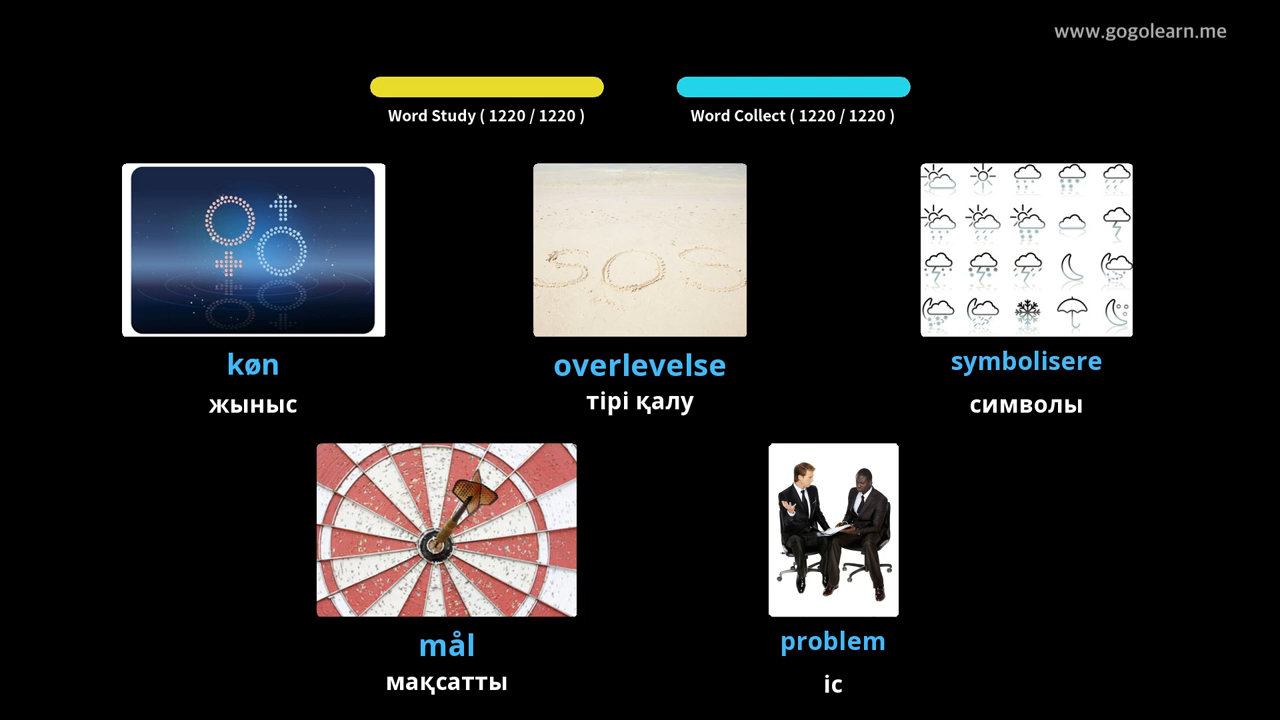 www.gogolearn.me
Word Study ( 1220 / 1220 )
Word Collect ( 1220 / 1220 )
SOS
køn
overlevelse
symbolisere
жыныс
тірі қалу
символы
mål
problem
мақсатты
іс